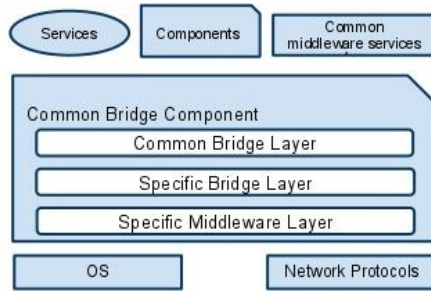 Services
Components
Common
middleware services
Common Bridge Component
Common Bridge Layer
Specific Bridge Layer
Specific Middleware Layer
OS
Network Protocols